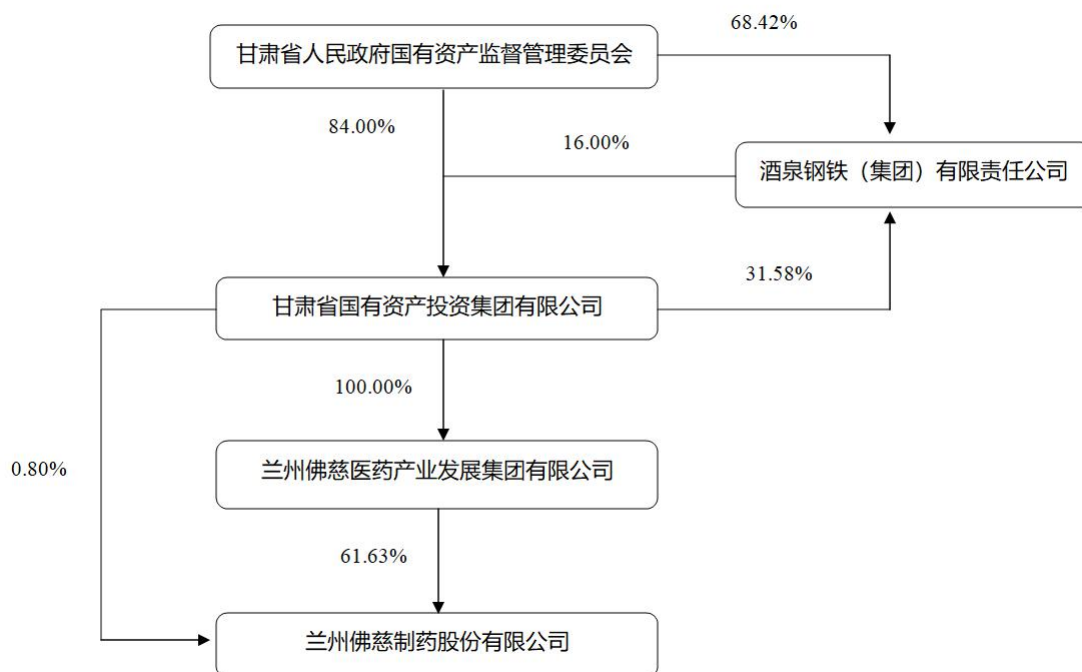 68.42%
甘肃省人民政府国有资产监督管理委员会
84.00%
16.00%
酒泉钢铁（集团）有限责任公司
31.58%
甘肃省国有资产投资集团有限公司
100.00%
兰州佛慈医药产业发展集团有限公司
0.80%
61.63%
兰州佛慈制药股份有限公司